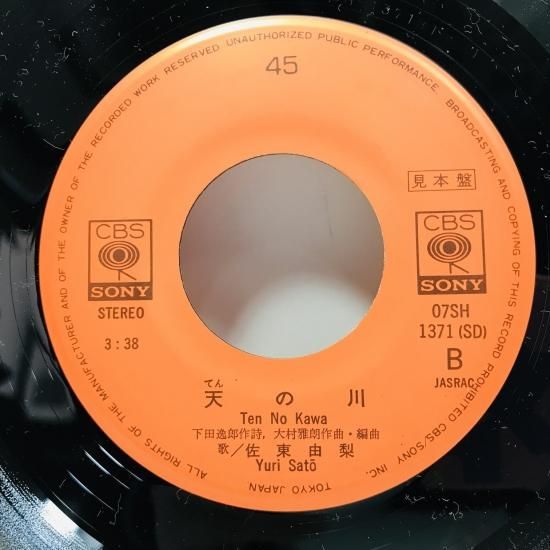 ALL RIGHTS OF THE MANUFACTURER AND OF THE OWNER OF THE RECORDED WORK RESERVED UNAUTHORIZED PUBLIC PERFORMANCE BROADCASTING AND COPYING OF THIS RECORD PROHIBITED CBS/SONY INC. TOKYO JAPAN
45
見本盤
CBS
SONY
STEREO
3:38
CBS
SONY
07SH
1371(SD)
B
JASRAC
てん
天の川
Ten No Kawa
下田逸郎作詩, 大村雅朗作曲・編曲
歌/佐東由梨
Yuri Satō